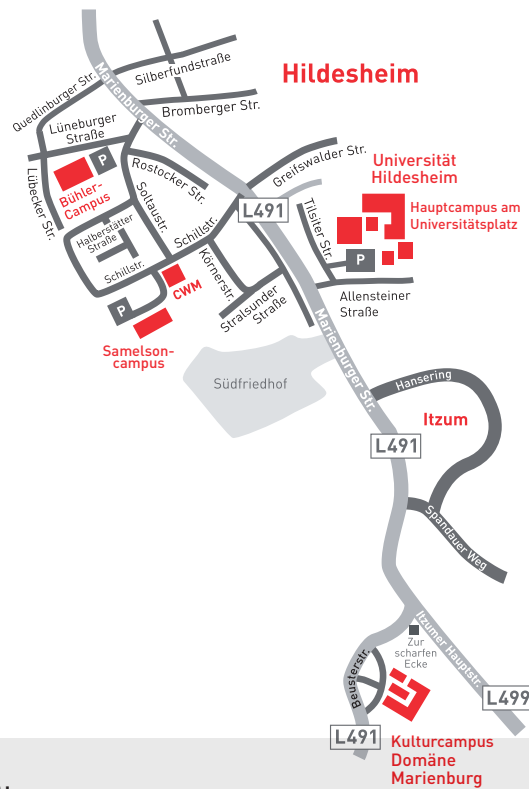 Hildesheim
Silberfundstraße
Quedlinburger Str.
Marienburger Str.
Bromberger Str.
Lüneburger
Straße
P
Rostocker Str.
Greifswalder Str.
Universität
Hildesheim
Bühler-
Campus
Lübecker Str.
Soltaustr.
Hauptcampus am
Universitätsplatz
L491
Halberstätter
Straße
Schillstr.
Tilsiter Str.
P
Schillstr.
Körnerstr.
CWM
Stralsunder
Straße
Allensteiner
Straße
P
Samelson-
campus
Marienburger Str.
Südfriedhof
Hansering
Itzum
L491
Spandauer Weg
Itzumer Hauptstr.
Zur
scharfen
Ecke
Beusterstr.
L499
L491
Kulturcampus
Domäne
Marienburg